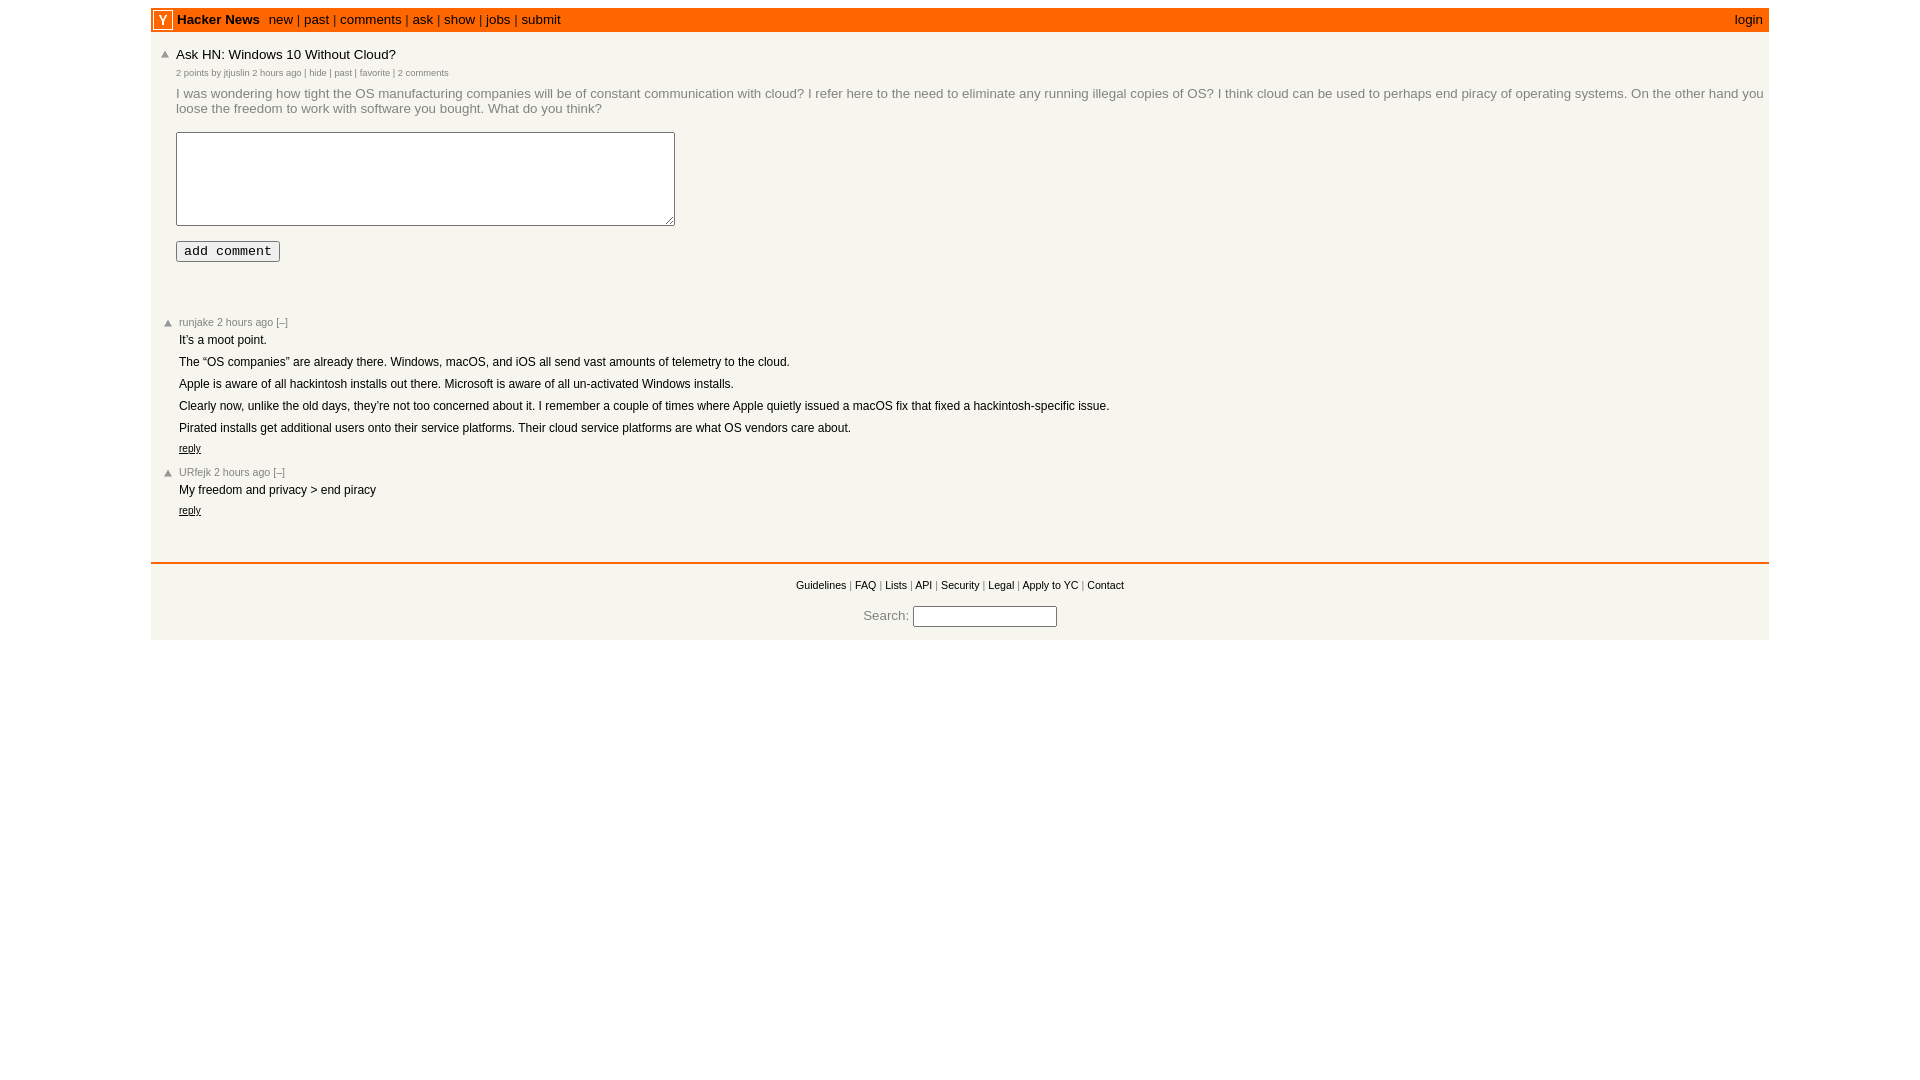 Y Hacker News new | past | comments | ask | show | jobs | submit login
Ask HN: Windows 10 Without Cloud?
2 points by jtjuslin 2 hours ago | hide | past | favorite | 2 comments
I was wondering how tight the OS manufacturing companies will be of constant communication with cloud? I refer here to the need to eliminate any running illegal copies of OS? I think cloud can be used to perhaps end piracy of operating systems. On the other hand you
loose the freedom to work with software you bought. What do you think?
add comment
runjake 2 hours ago [–]
It’s a moot point.
The “OS companies” are already there. Windows, macOS, and iOS all send vast amounts of telemetry to the cloud.
Apple is aware of all hackintosh installs out there. Microsoft is aware of all un-activated Windows installs.
Clearly now, unlike the old days, they’re not too concerned about it. I remember a couple of times where Apple quietly issued a macOS fix that fixed a hackintosh-specific issue.
Pirated installs get additional users onto their service platforms. Their cloud service platforms are what OS vendors care about.
reply
URfejk 2 hours ago [–]
My freedom and privacy > end piracy
reply
Guidelines | FAQ | Lists | API | Security | Legal | Apply to YC | Contact
Search: